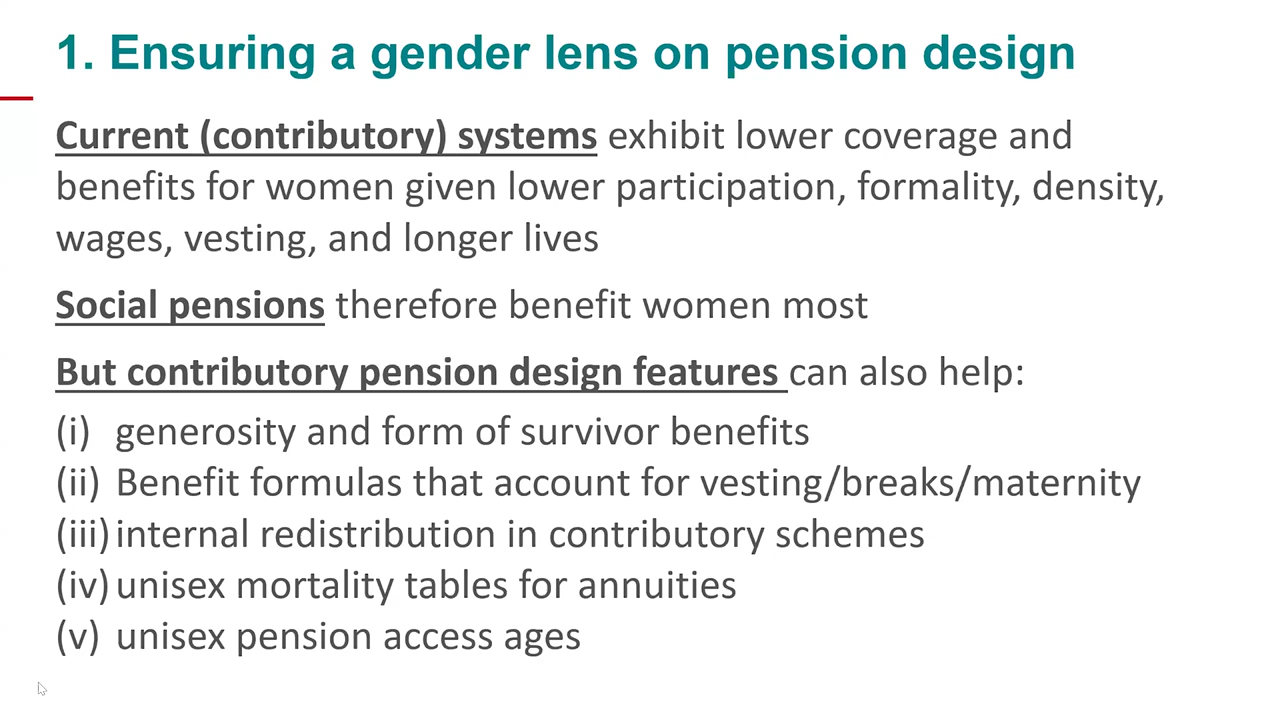 1. Ensuring a gender lens on pension design
Current (contributory) systems exhibit lower coverage and
benefits for women given lower participation, formality, density,
wages, vesting, and longer lives
Social pensions therefore benefit women most
But contributory pension design features can also help:
(i) generosity and form of survivor benefits
(ii) Benefit formulas that account for vesting/breaks/maternity
(iii) internal redistribution in contributory schemes
(iv) unisex mortality tables for annuities
(v) unisex pension access ages